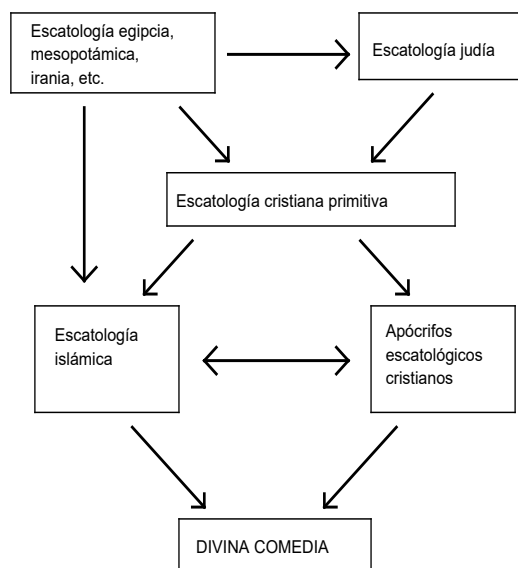 Escatología egipcia,
mesopotámica,
irania, etc.
Escatología judía
Escatología cristiana primitiva
Escatología
islámica
Apócrifos
escatológicos
cristianos
DIVINA COMEDIA